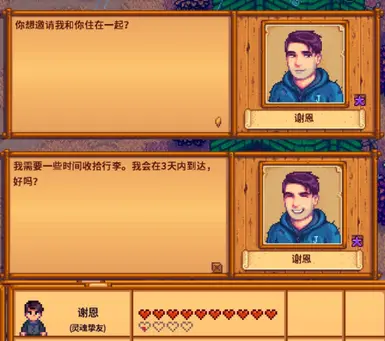 你想邀请我和你住在一起？
谢恩
我需要一些时间收拾行李。我会在3天内到达，
好吗？
谢恩
谢恩
(灵魂挚友)